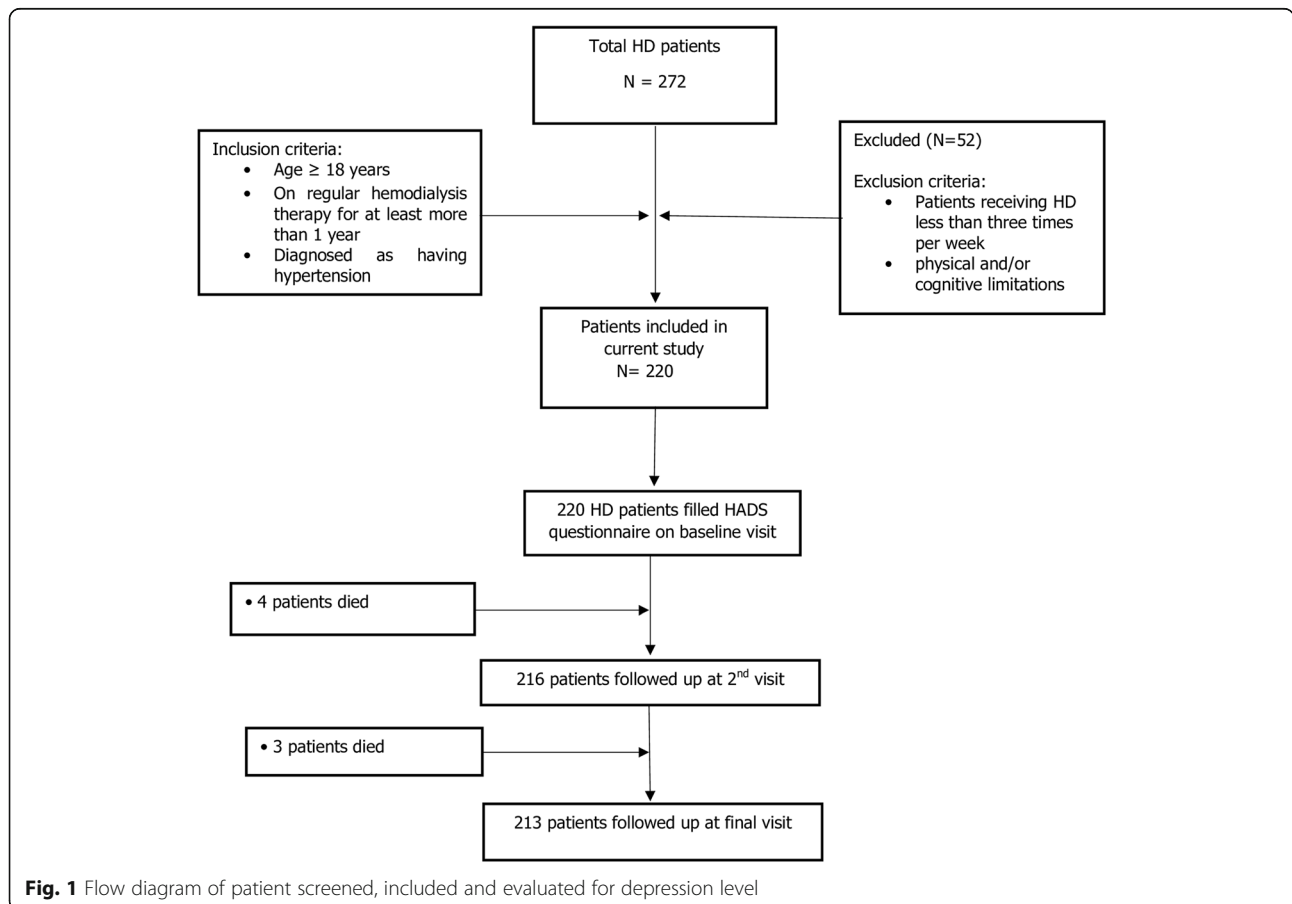 Total HD patients
N = 272
Inclusion criteria:
• Age ≥ 18 years
• On regular hemodialysis
therapy for at least more
than 1 year
• Diagnosed as having
hypertension
Excluded (N=52)
Exclusion criteria:
• Patients receiving HD
less than three times
per week
• physical and/or
cognitive limitations
Patients included in
current study
N= 220
220 HD patients filled HADS
questionnaire on baseline visit
• 4 patients died
216 patients followed up at 2nd visit
• 3 patients died
213 patients followed up at final visit
Fig. 1 Flow diagram of patient screened, included and evaluated for depression level